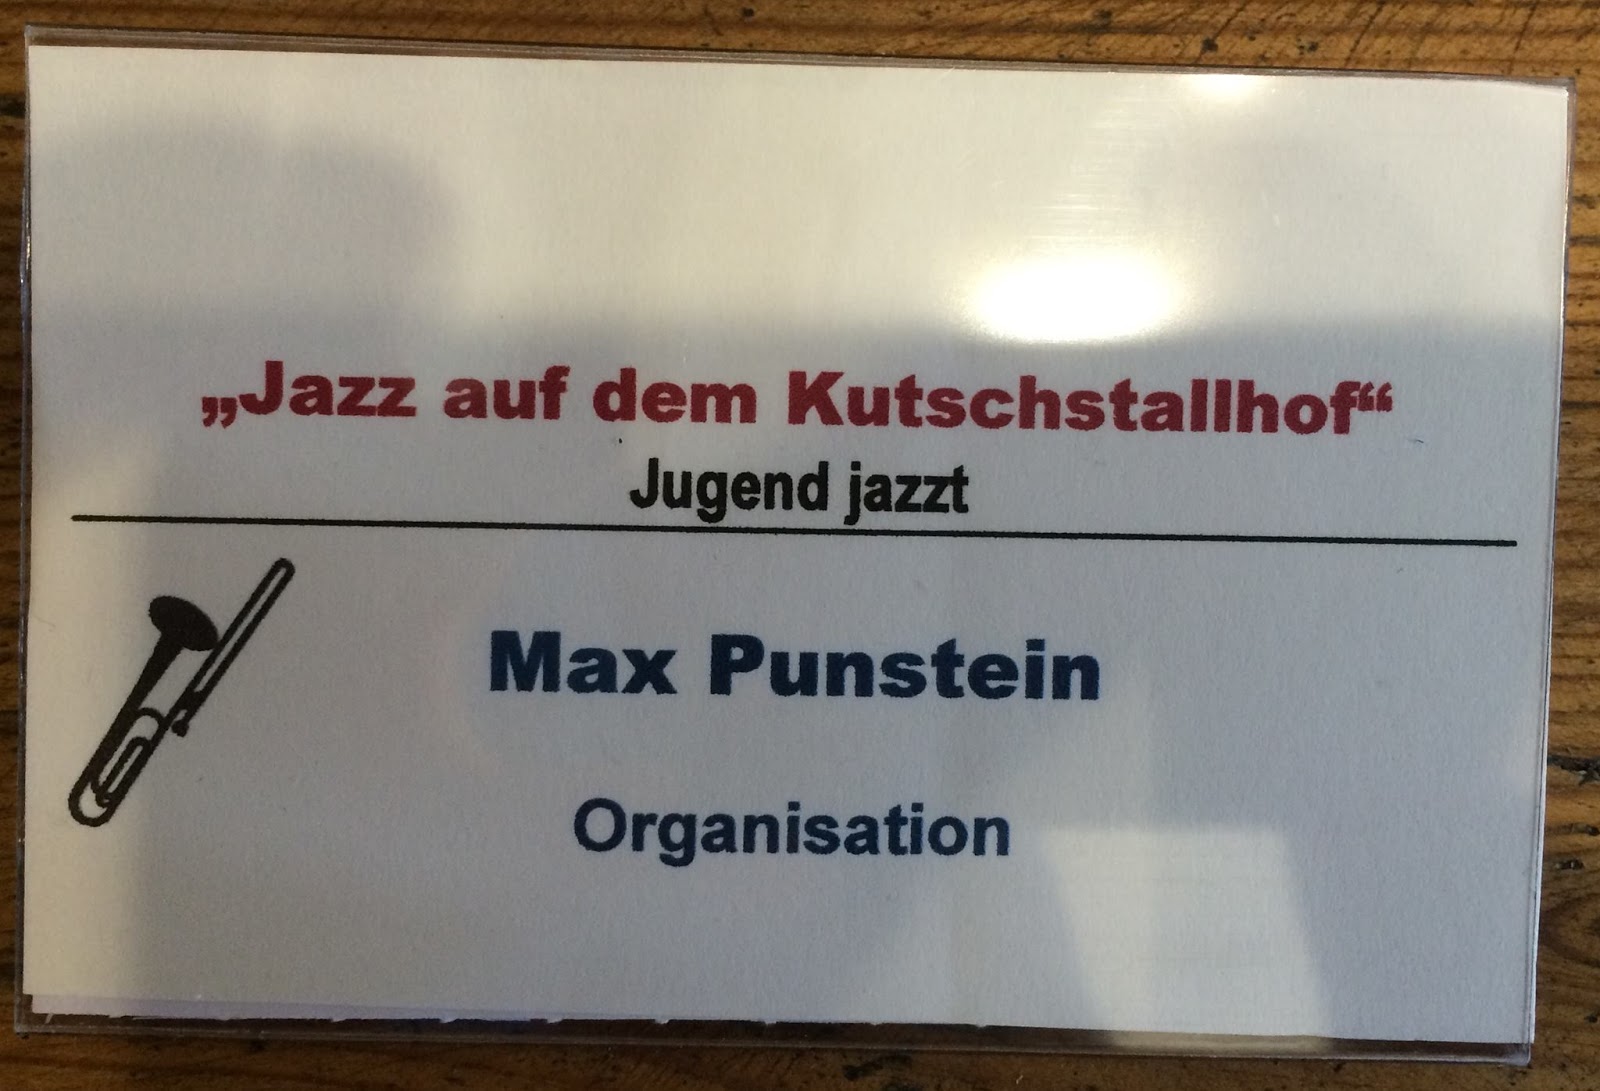 „Jazz auf dem Kutschstallhof“
Jugend jazzt
Max Punstein
Organisation